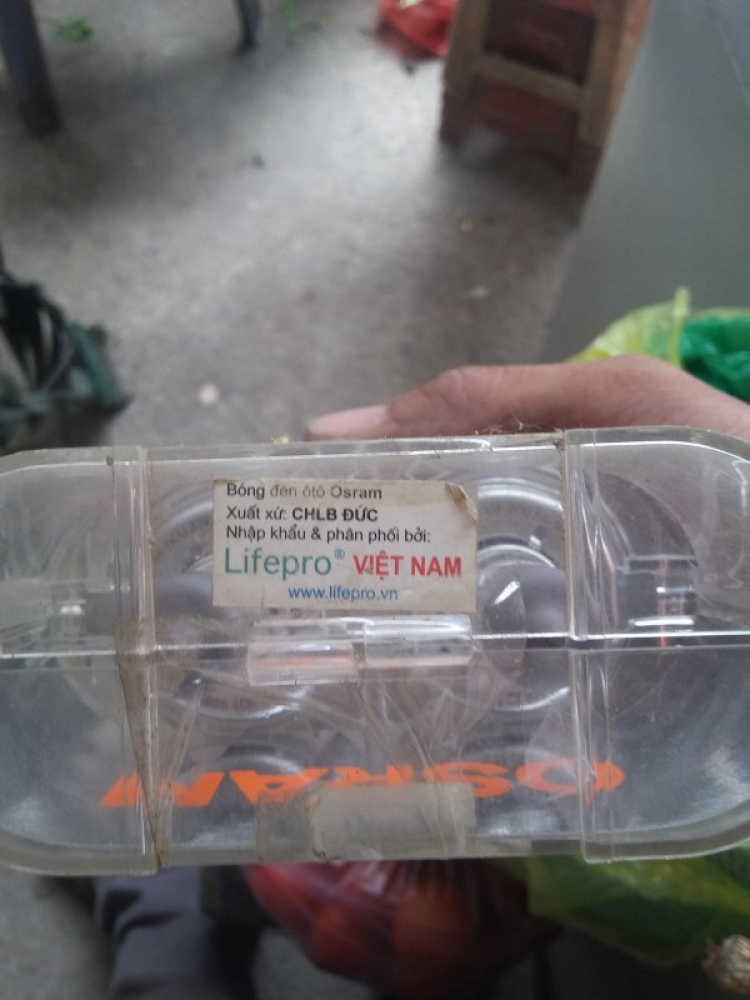 Bóng đèn ôtô Osram
Xuất xứ: CHLB ĐỨC
Nhập khẩu & phân phối bởi:
Lifepro® VIỆT NAM
www.lifepro.vn
OSRAM